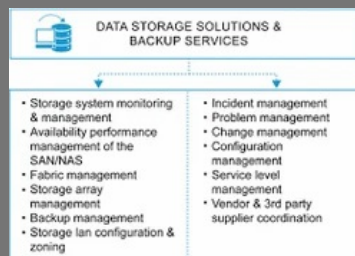 DATA STORAGE SOLUTIONS &
BACKUP SERVICES
• Storage system monitoring
& management
• Availability performance
management of the
SAN/NAS
• Fabric management
• Storage array
management
• Backup management
• Storage lan configuration &
zoning
• Incident management
• Problem management
• Change management
• Configuration
management
• Service level
management
• Vendor & 3rd party
supplier coordination